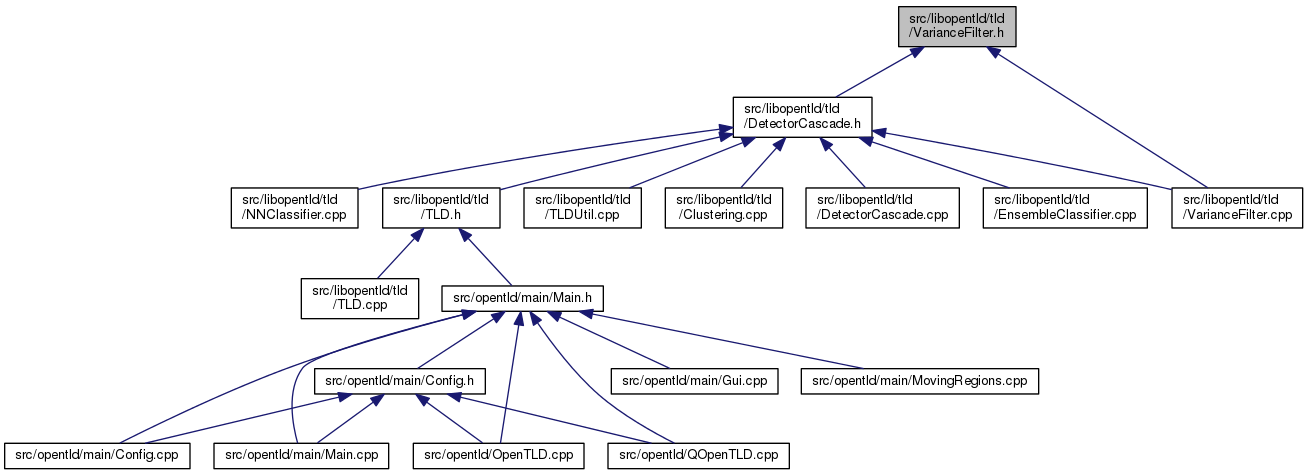 src/libopentld/tld
/VarianceFilter.h
src/libopentld/tld
/DetectorCascade.h
src/libopentld/tld
/NNClassifier.cpp
src/libopentld/tld
/TLD.h
src/libopentld/tld
/TLDUtil.cpp
src/libopentld/tld
/Clustering.cpp
src/libopentld/tld
/DetectorCascade.cpp
src/libopentld/tld
/EnsembleClassifier.cpp
src/libopentld/tld
/VarianceFilter.cpp
src/libopentld/tld
/TLD.cpp
src/opentld/main/Main.h
src/opentld/main/Config.h
src/opentld/main/Gui.cpp
src/opentld/main/MovingRegions.cpp
src/opentld/main/Config.cpp
src/opentld/main/Main.cpp
src/opentld/OpenTLD.cpp
src/opentld/QOpenTLD.cpp